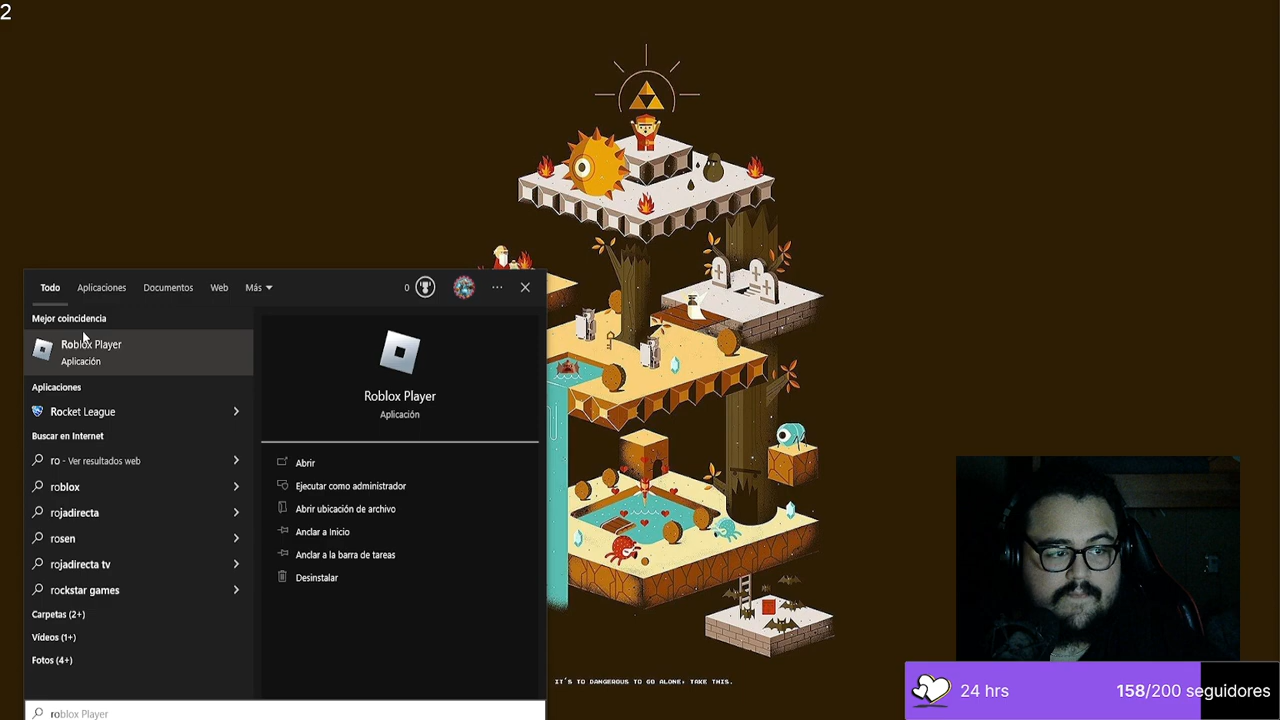 2
Todo
Aplicaciones
Documentos
Web
Más
0
Mejor coincidencia
Roblox Player
Aplicación
Aplicaciones
Rocket League
Buscar en Internet
ro - Ver resultados web
roblox
rojadirecta
rosen
rojadirecta tv
rockstar games
Carpetas (2+)
Vídeos (1+)
Fotos (4+)
roblox Player
Roblox Player
Aplicación
Abrir
Ejecutar como administrador
Abrir ubicación de archivo
Anclar a Inicio
Anclar a la barra de tareas
Desinstalar
IT'S TO DANGEROUS TO GO ALONE, TAKE THIS.
24 hrs
158/200 seguidores